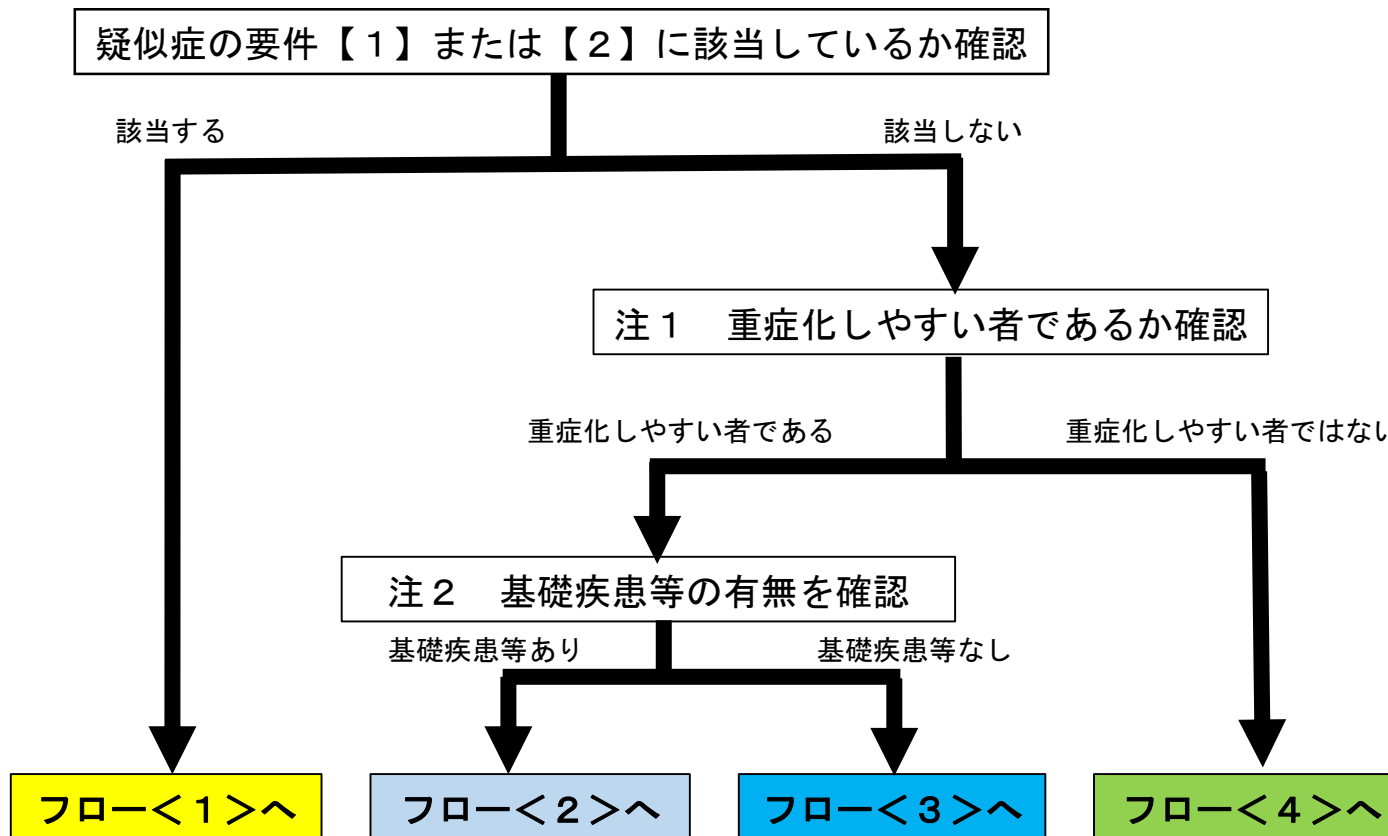 疑似症の要件【１】または【２】に該当しているか確認
該当する
該当しない
注１　重症化しやすい者であるか確認
重症化しやすい者である
重症化しやすい者ではない
注２　基礎疾患等の有無を確認
基礎疾患等あり
基礎疾患等なし
フロー＜１＞へ
フロー＜２＞へ
フロー＜３＞へ
フロー＜４＞へ